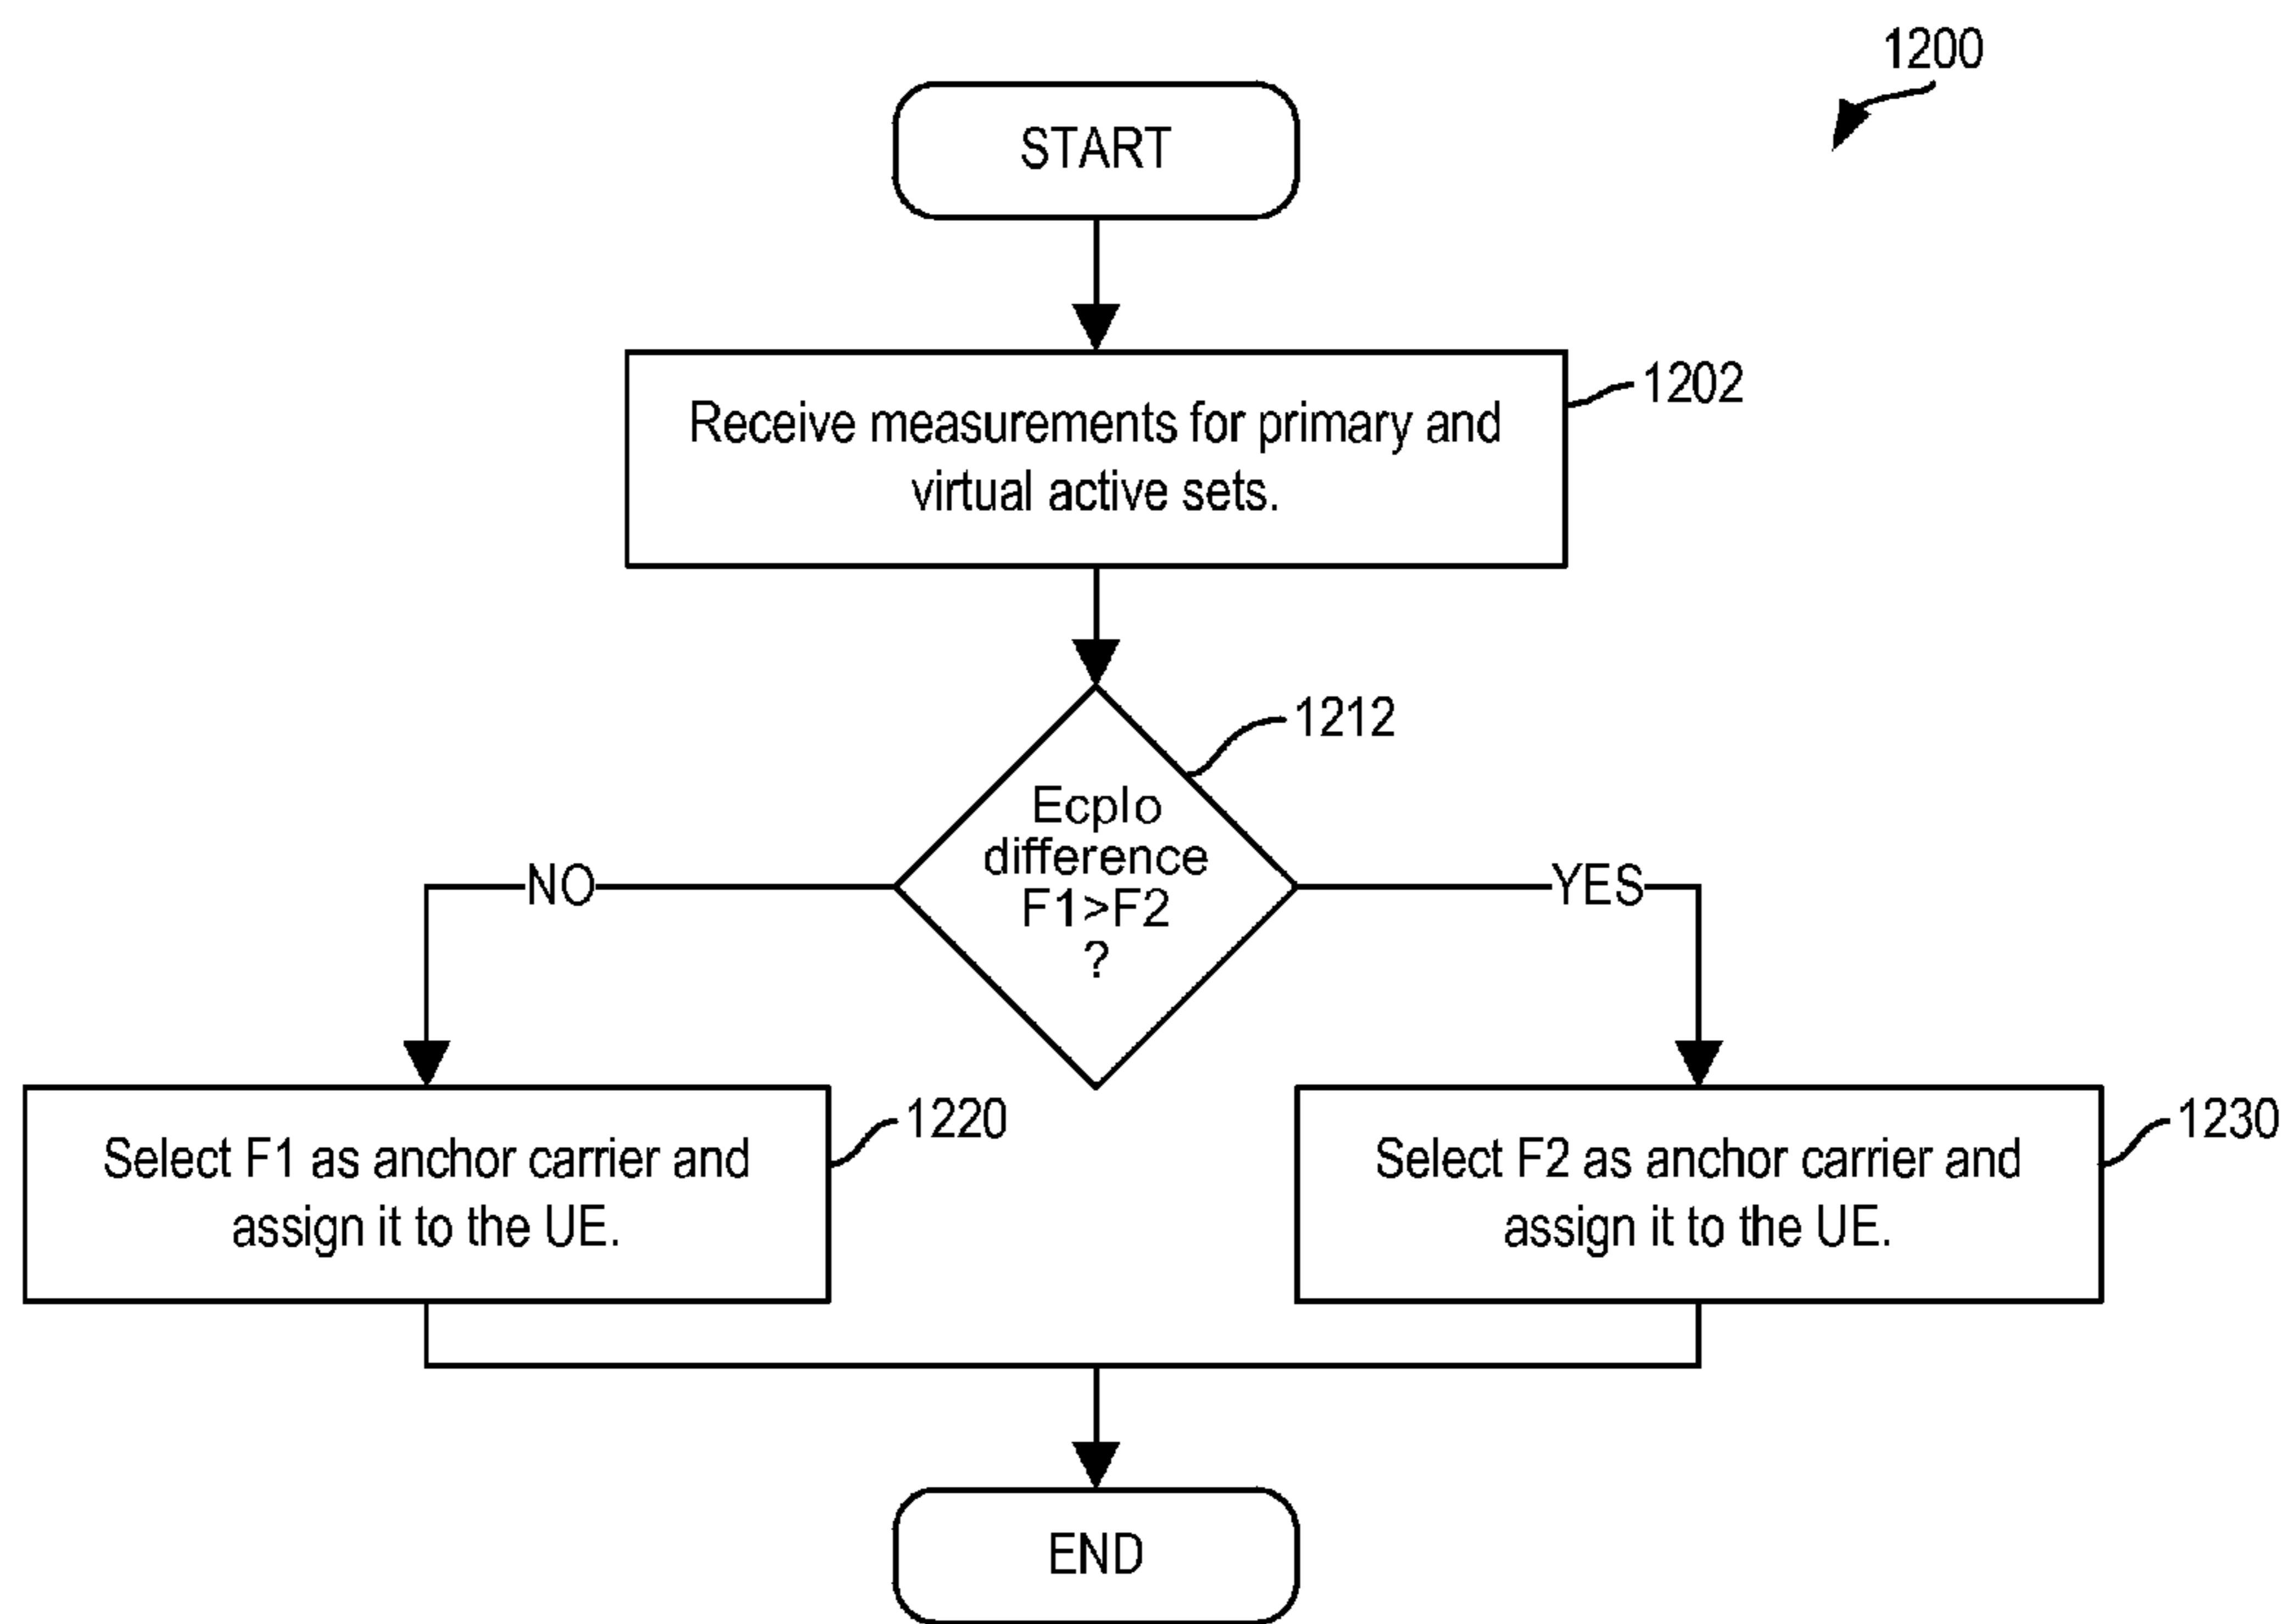 1200
START
Receive measurements for primary and
virtual active sets.
1202
1212
EcpIo
difference
F1>F2
?
NO
YES
Select F1 as anchor carrier and
assign it to the UE.
1220
Select F2 as anchor carrier and
assign it to the UE.
1230
END